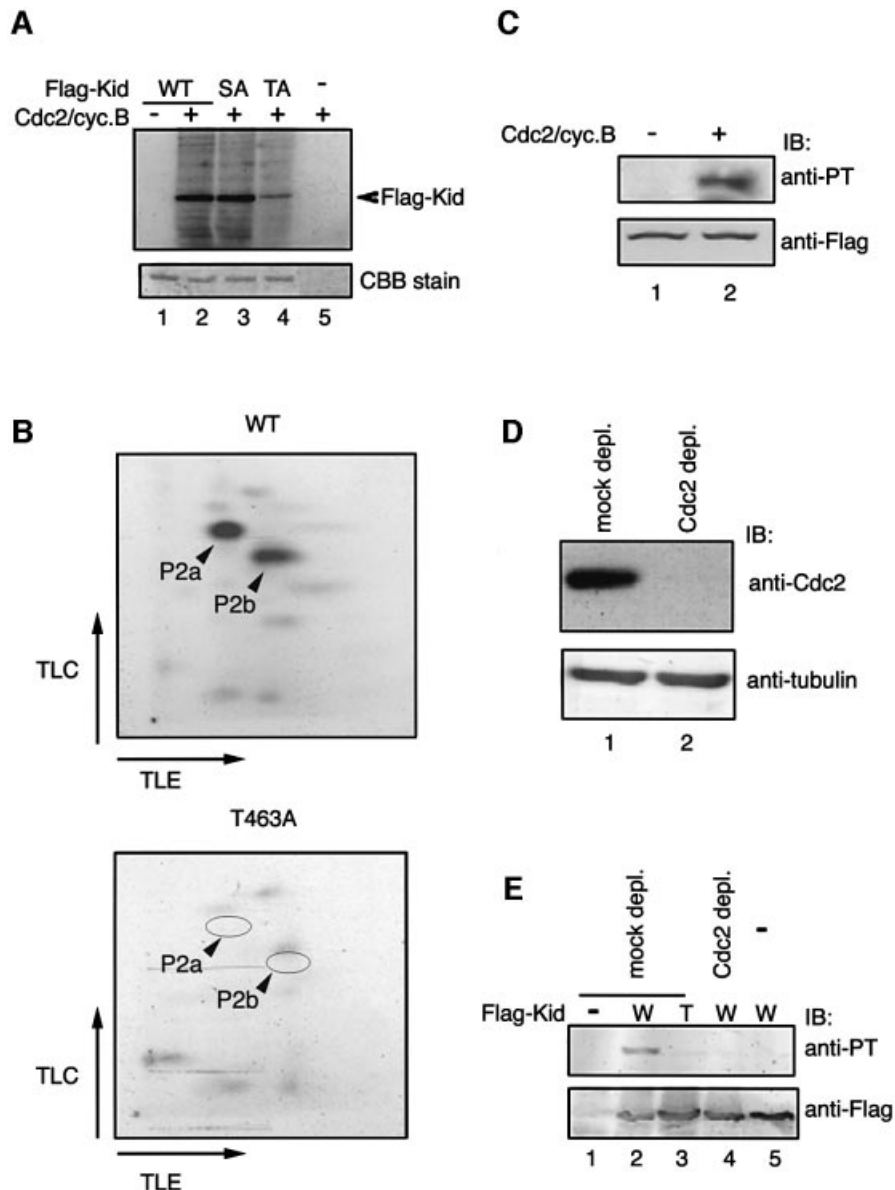 A
Flag-Kid WT SA TA -
Cdc2/cyc.B - + + + +
Flag-Kid
CBB stain
1 2 3 4 5
B
WT
P2a
P2b
TLC
TLE
T463A
P2a
P2b
TLC
TLE
C
Cdc2/cyc.B - + IB:
anti-PT
anti-Flag
1 2
D
mock depl.
Cdc2 depl.
IB:
anti-Cdc2
anti-tubulin
1 2
E
mock depl.
Cdc2 depl.
-
Flag-Kid - W T W W IB:
anti-PT
anti-Flag
1 2 3 4 5